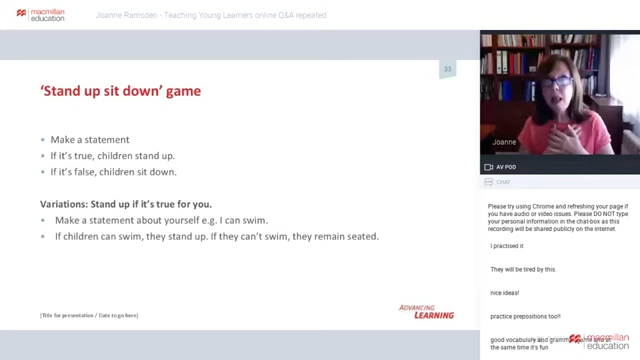 macmillan
education
Joanne Ramsden - Teaching Young Learners online Q&A repeated
31
'Stand up sit down' game
• Make a statement
• If it's true, children stand up.
• If it's false, children sit down.
Variations: Stand up if it's true for you.
• Make a statement about yourself e.g. I can swim.
• If children can swim, they stand up. If they can't swim, they remain seated.
[Title for presentation / Date to go here]
ADVANCING
LEARNING
Joanne
AV POD
CHAT
Please try using Chrome and refreshing your page if
you have audio or video issues. Please DO NOT type
your personal information in the chat-box as this
recording will be shared publicly on the internet.
I practised it
They will be tired by this.
nice ideas!
practice prepositions too!!
good vocabulary and grammar game and at
the same time it's fun
macmillan
education